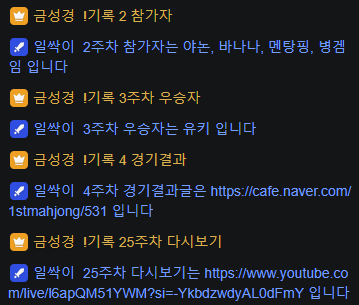 금성경 !기록 2 참가자
일싹이 2주차 참가자는 야논, 바나나, 멘탕핑, 병겜
임 입니다
금성경 !기록 3주차 우승자
일싹이 3주차 우승자는 유키 입니다
금성경 !기록 4 경기결과
일싹이 4주차 경기결과글은 https://cafe.naver.com/
1stmahjong/531 입니다
금성경 !기록 25주차 다시보기
일싹이 25주차 다시보기는 https://www.youtube.co
m/live/l6apQM51YWM?si=-YkbdzwdyAL0dFmY 입니다